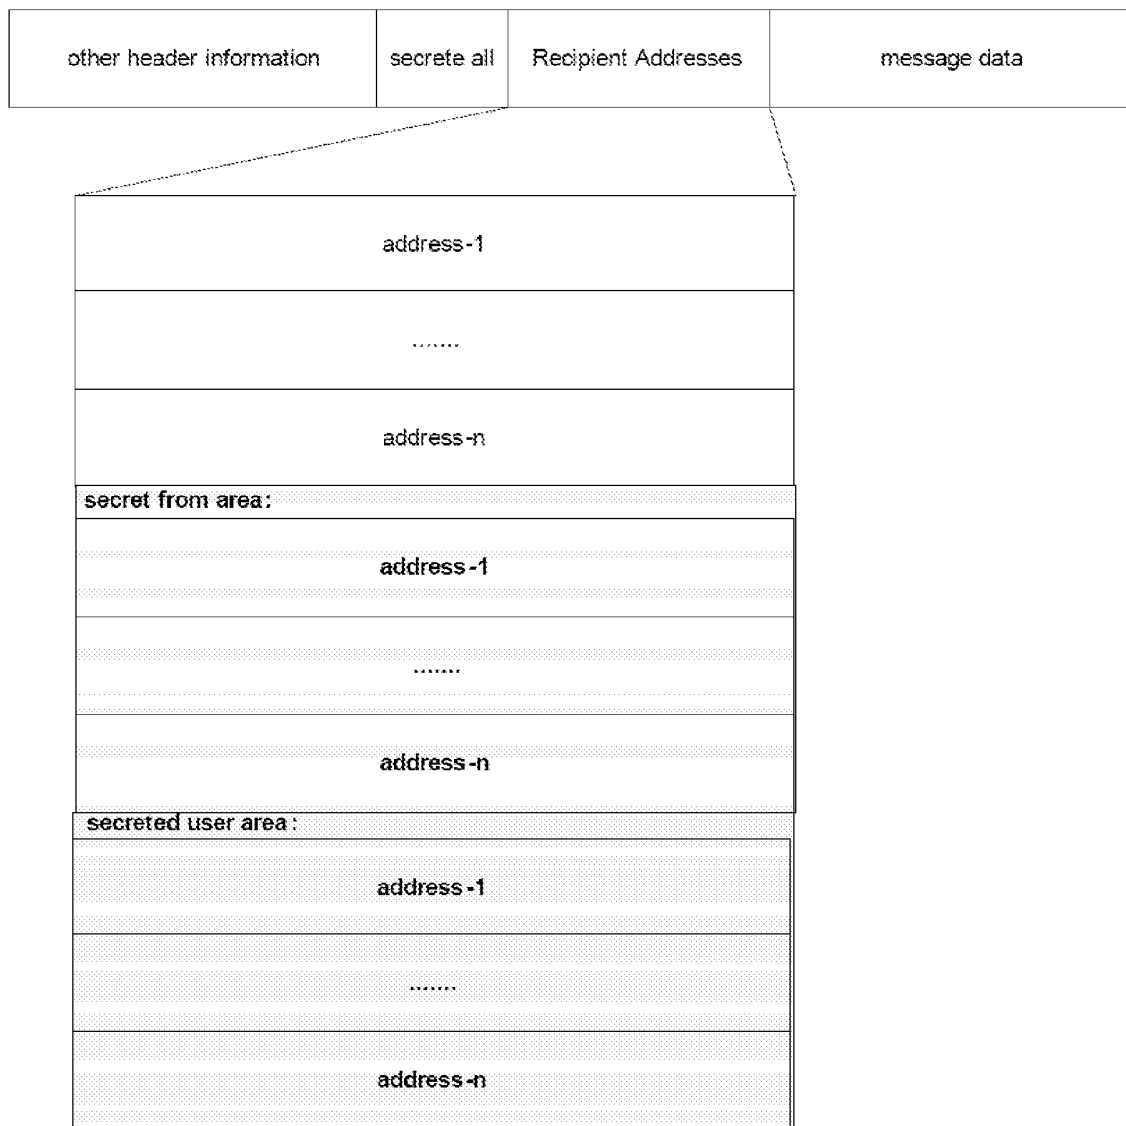 other header information secrete all Recipient Addresses message data
address-1
.......
address-n
secret from area:
address-1
.......
address-n
secreted user area:
address-1
.......
address-n